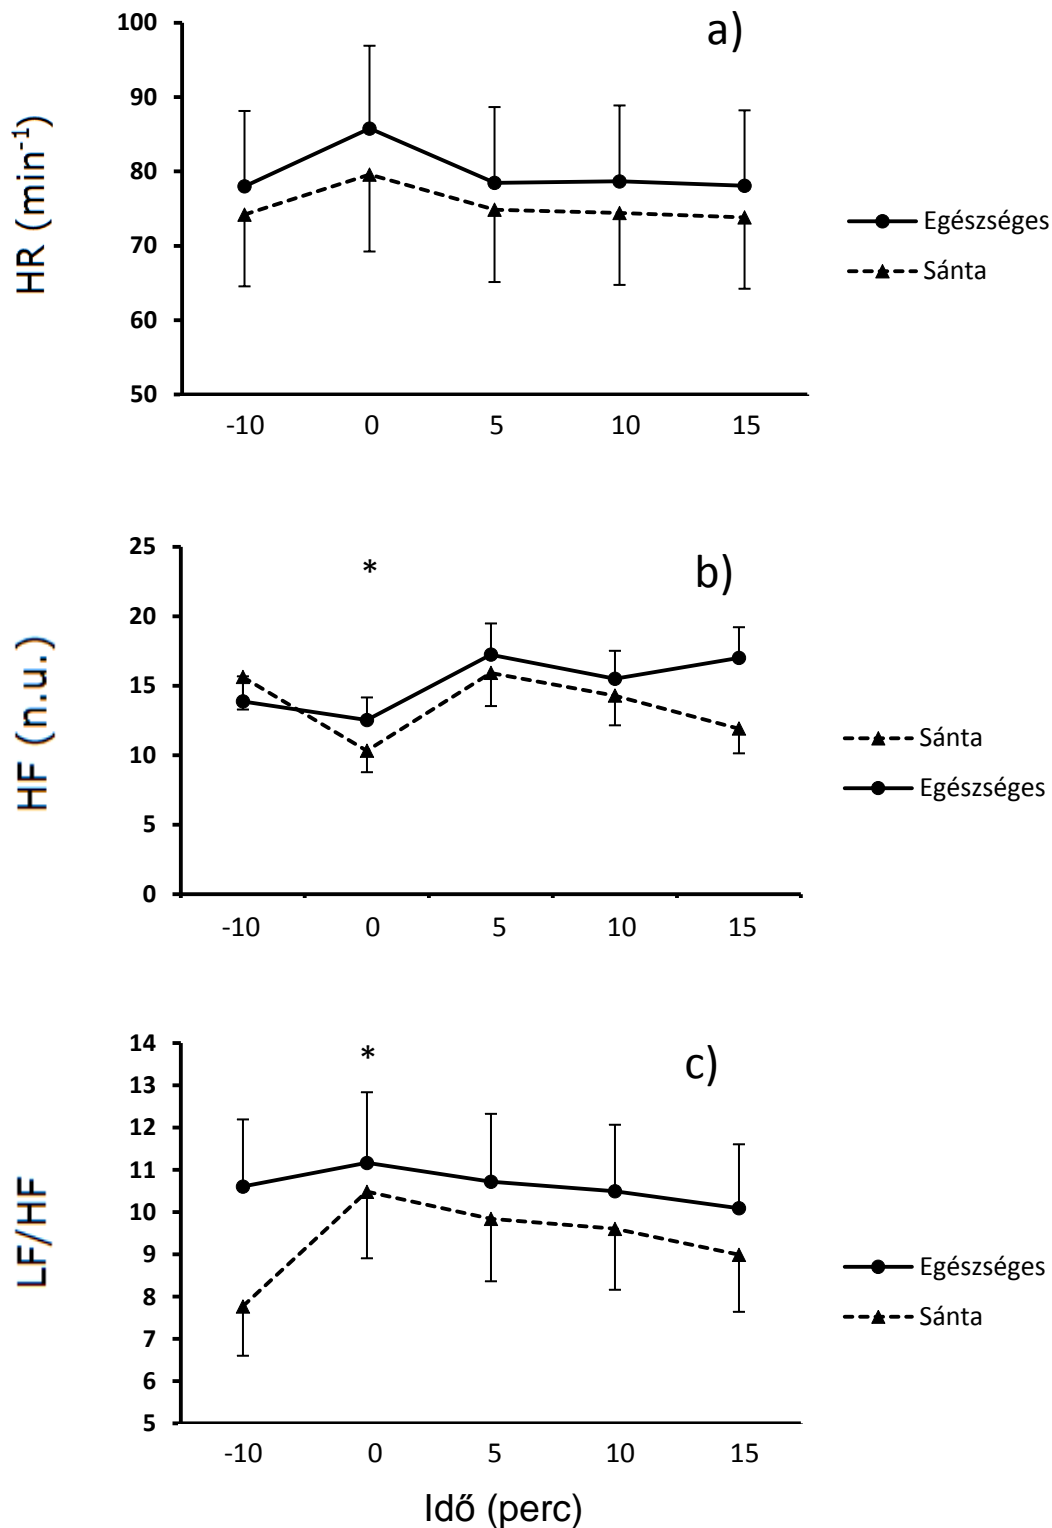 a)
HR (min⁻¹)
100
90
80
70
60
50
-10 0 5 10 15
Egészséges
Sánta
b)
*
HF (n.u.)
25
20
15
10
5
0
-10 0 5 10 15
Sánta
Egészséges
c)
*
LF/HF
14
13
12
11
10
9
8
7
6
5
-10 0 5 10 15
Egészséges
Sánta
Idő (perc)